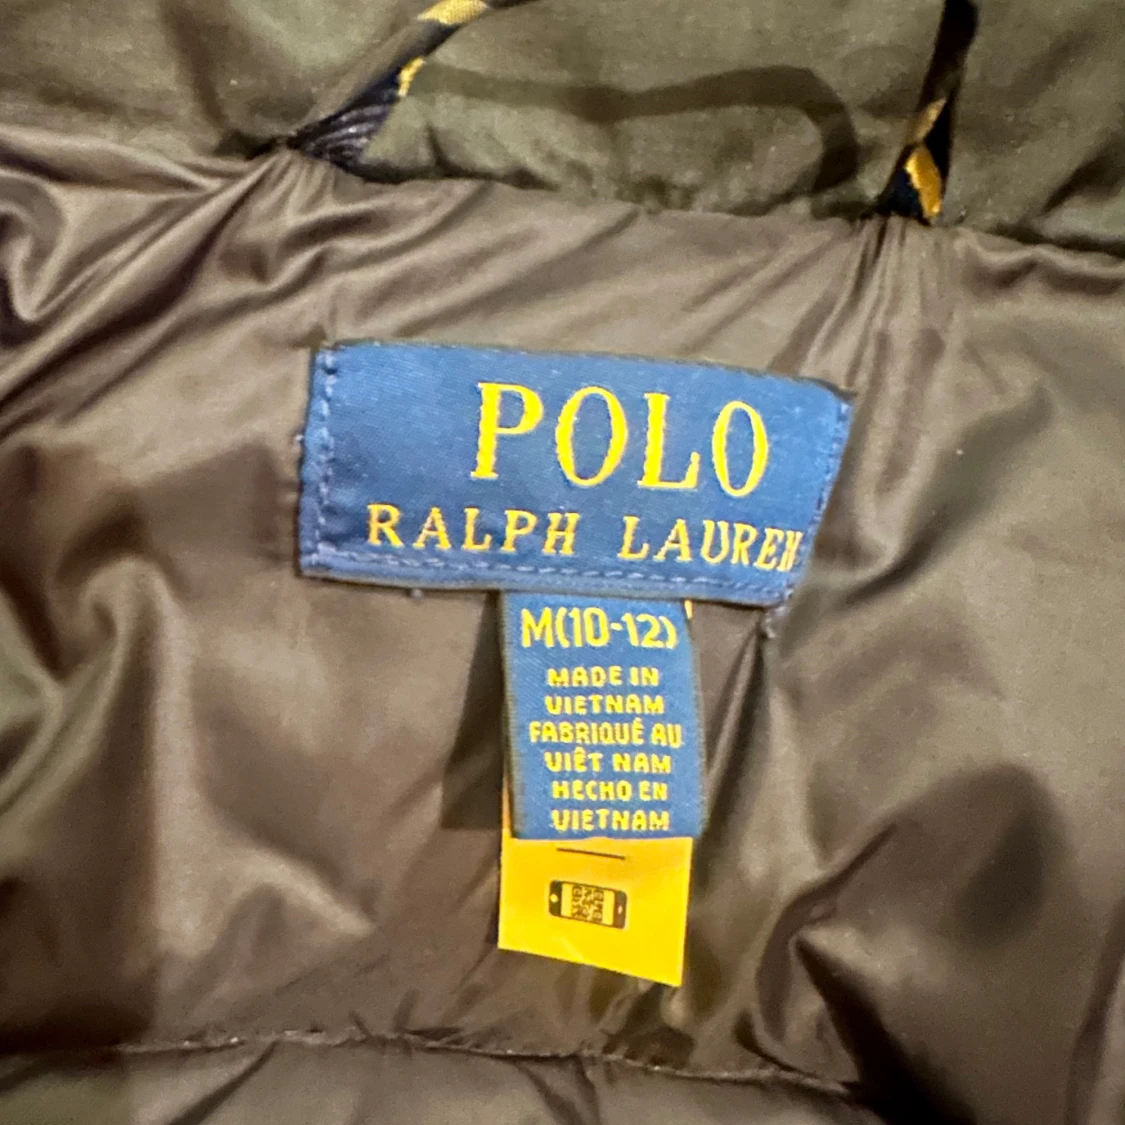 POLO
RALPH LAUREN
M(10-12)
MADE IN
VIETNAM
FABRIQUÉ AU
VIÊT NAM
HECHO EN
VIETNAM